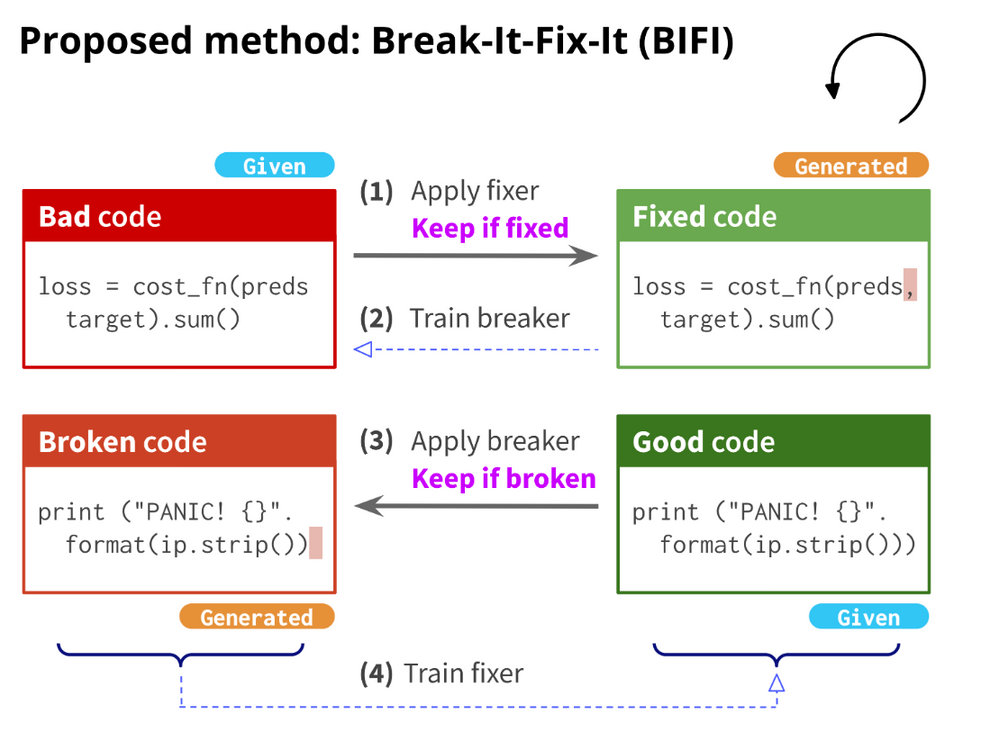 Proposed method: Break-It-Fix-It (BIFI)
Given
Generated
(1) Apply fixer
Keep if fixed
Bad code
Fixed code
loss = cost_fn(preds
target).sum()
loss = cost_fn(preds,
target).sum()
(2) Train breaker
Broken code
(3) Apply breaker
Keep if broken
Good code
print ("PANIC! {}".
format(ip.strip())
print ("PANIC! {}".
format(ip.strip()))
Generated
Given
(4) Train fixer